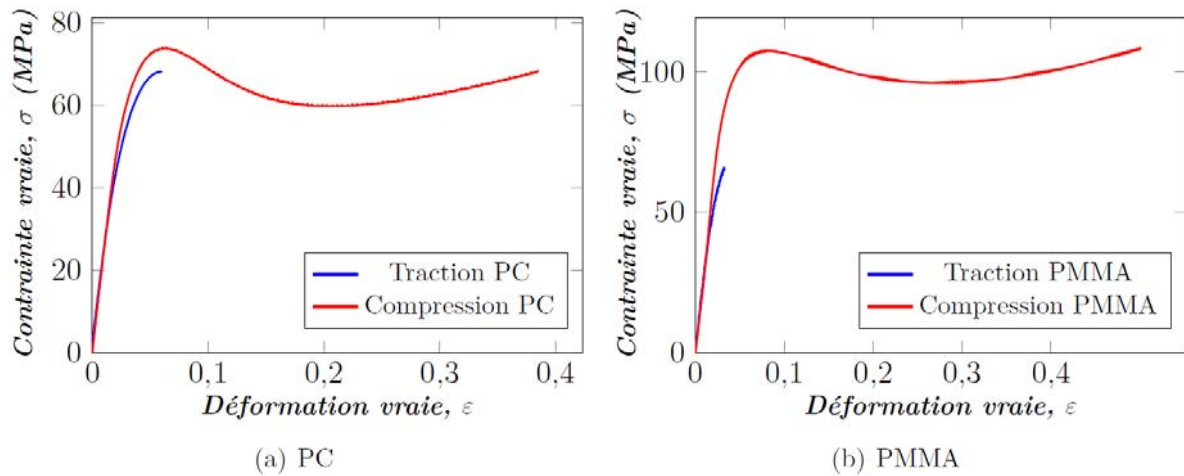 80
60
40
20
0
Contrainte vraie, σ (MPa)
Traction PC
Compression PC
0 0,1 0,2 0,3 0,4
Déformation vraie, ε
(a) PC
100
50
0
Contrainte vraie, σ (MPa)
Traction PMMA
Compression PMMA
0 0,1 0,2 0,3 0,4
Déformation vraie, ε
(b) PMMA